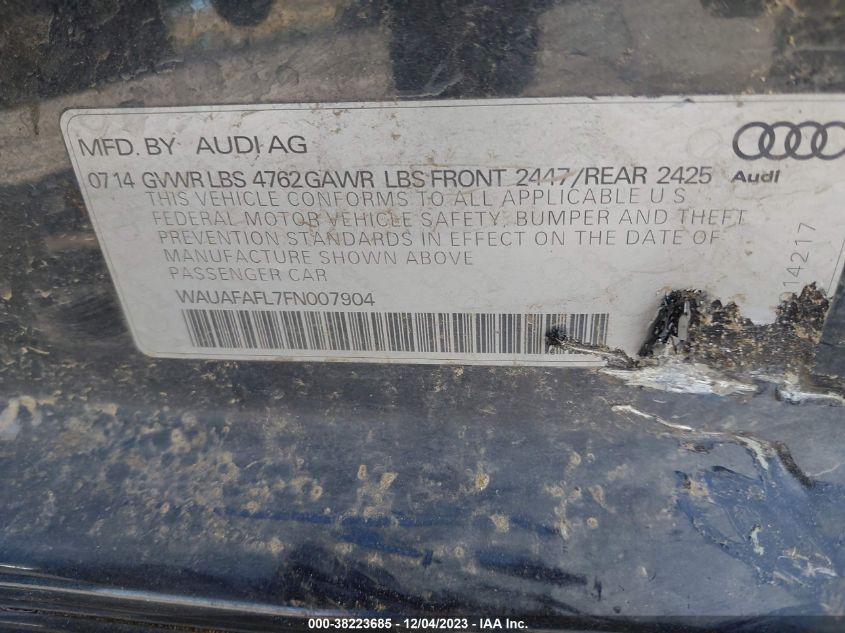 MFD. BY AUDI AG
07 14 GVWR LBS 4762 GAWR LBS FRONT 2447/REAR 2425
Audi
THIS VEHICLE CONFORMS TO ALL APPLICABLE U S
FEDERAL MOTOR VEHICLE SAFETY, BUMPER AND THEFT
PREVENTION STANDARDS IN EFFECT ON THE DATE OF
MANUFACTURE SHOWN ABOVE
PASSENGER CAR
WAUAFAFL7FN007904
000-38223685 - 12/04/2023 - IAA Inc.